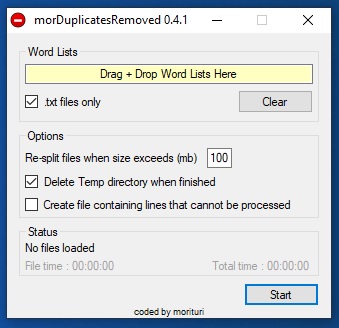 morDuplicatesRemoved 0.4.1
Word Lists
Drag + Drop Word Lists Here
.txt files only
Clear
Options
Re-split files when size exceeds (mb) 100
Delete Temp directory when finished
Create file containing lines that cannot be processed
Status
No files loaded
File time : 00:00:00 Total time : 00:00:00
Start
coded by morituri